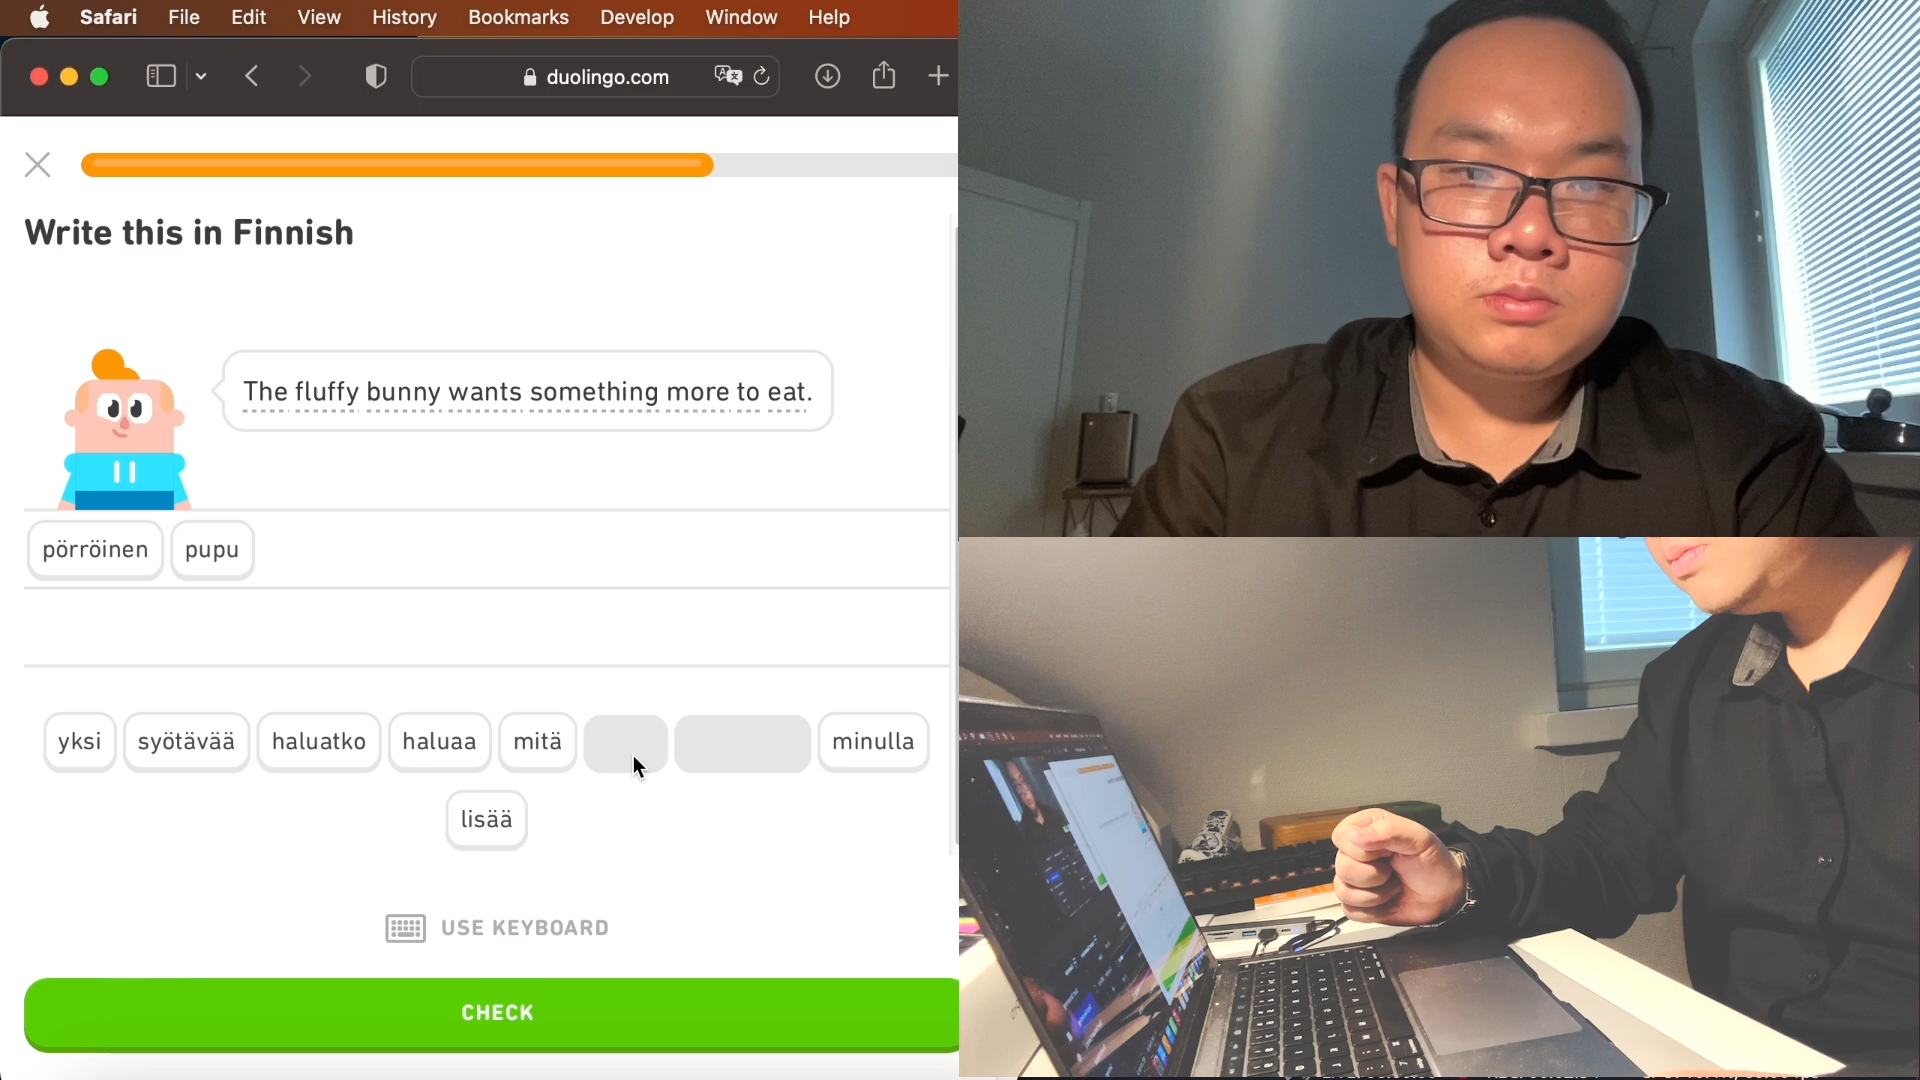 Safari File Edit View History Bookmarks Develop Window Help
duolingo.com
Write this in Finnish
The fluffy bunny wants something more to eat.
pörröinen pupu
yksi syötävää haluatko haluaa mitä minulla
lisää
USE KEYBOARD
CHECK